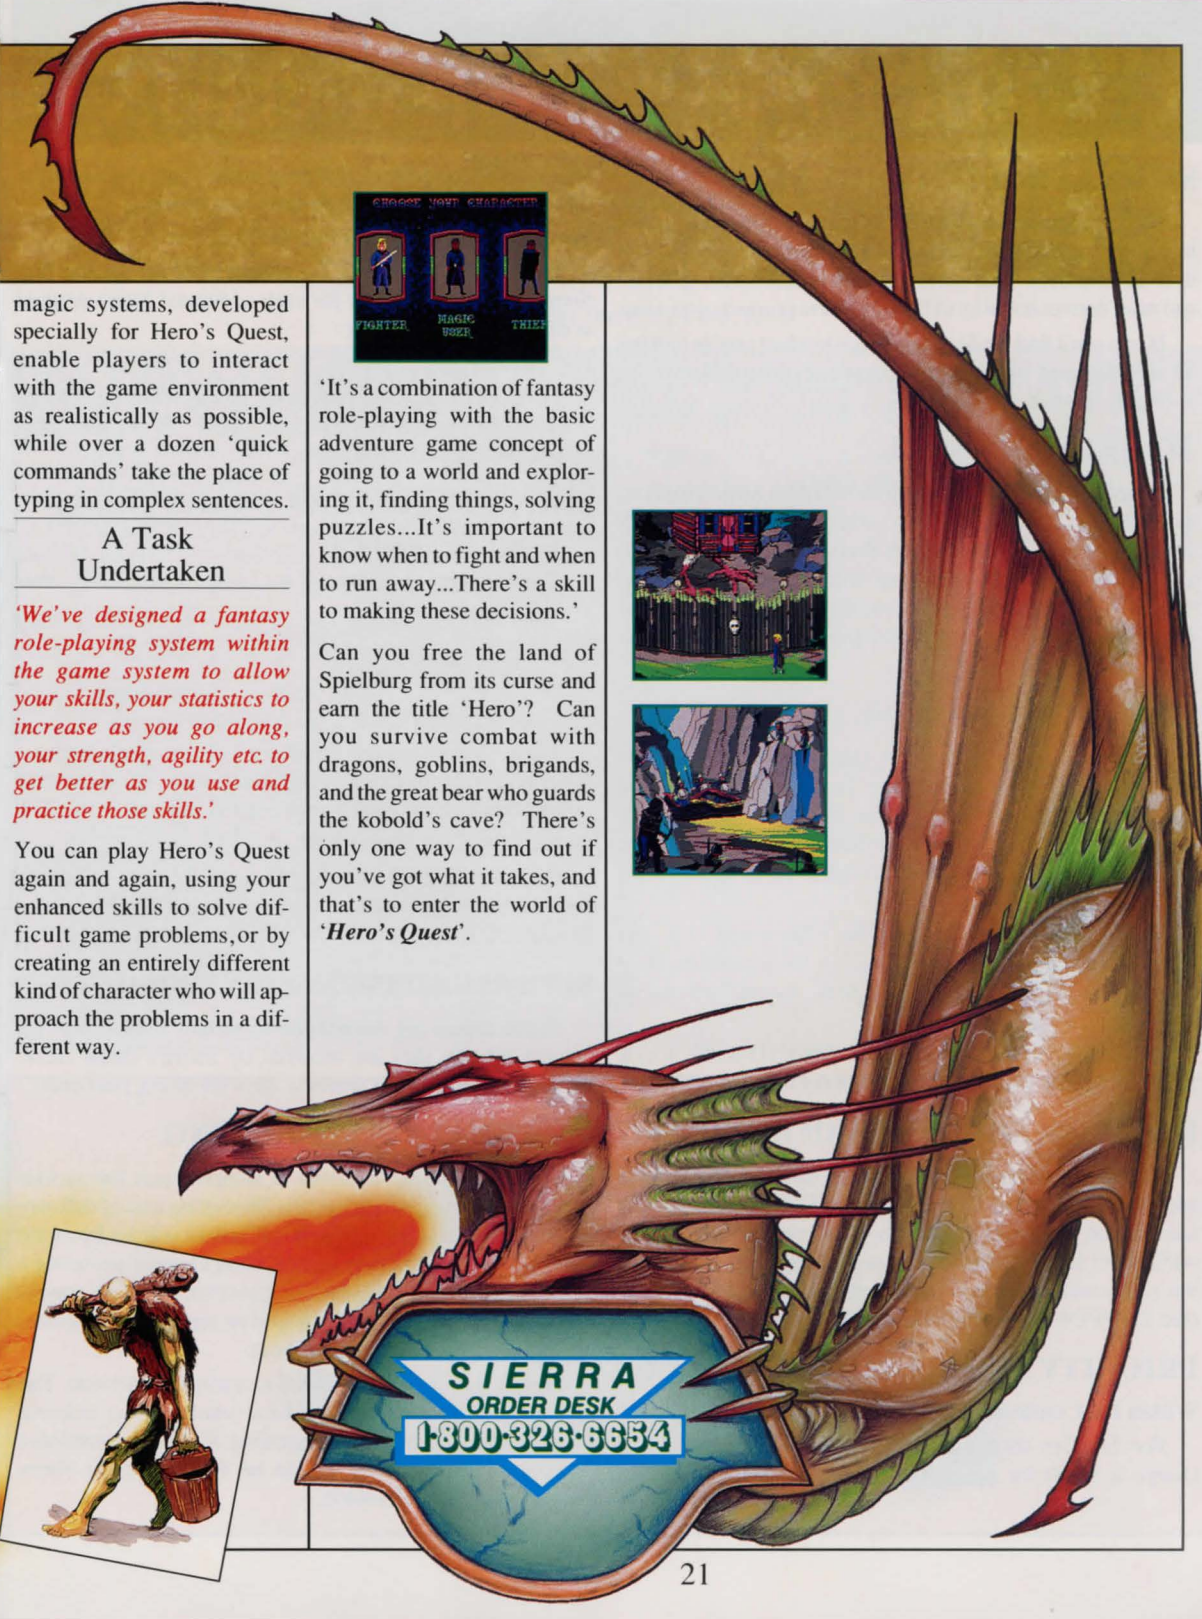 magic systems, developed
specially for Hero's Quest,
enable players to interact
with the game environment
as realistically as possible,
while over a dozen 'quick
commands' take the place of
typing in complex sentences.
A Task
Undertaken
'We've designed a fantasy
role-playing system within
the game system to allow
your skills, your statistics to
increase as you go along,
your strength, agility etc. to
get better as you use and
practice those skills.'
You can play Hero's Quest
again and again, using your
enhanced skills to solve dif-
ficult game problems, or by
creating an entirely different
kind of character who will ap-
proach the problems in a dif-
ferent way.
CHOOSE YOUR CHARACTER
FIGHTER
MAGIC
USER
THIEF
'It's a combination of fantasy
role-playing with the basic
adventure game concept of
going to a world and explor-
ing it, finding things, solving
puzzles...It's important to
know when to fight and when
to run away...There's a skill
to making these decisions.'
Can you free the land of
Spielburg from its curse and
earn the title 'Hero'? Can
you survive combat with
dragons, goblins, brigands,
and the great bear who guards
the kobold's cave? There's
only one way to find out if
you've got what it takes, and
that's to enter the world of
'Hero's Quest'.
SIERRA
ORDER DESK
1-800-326-6654
21